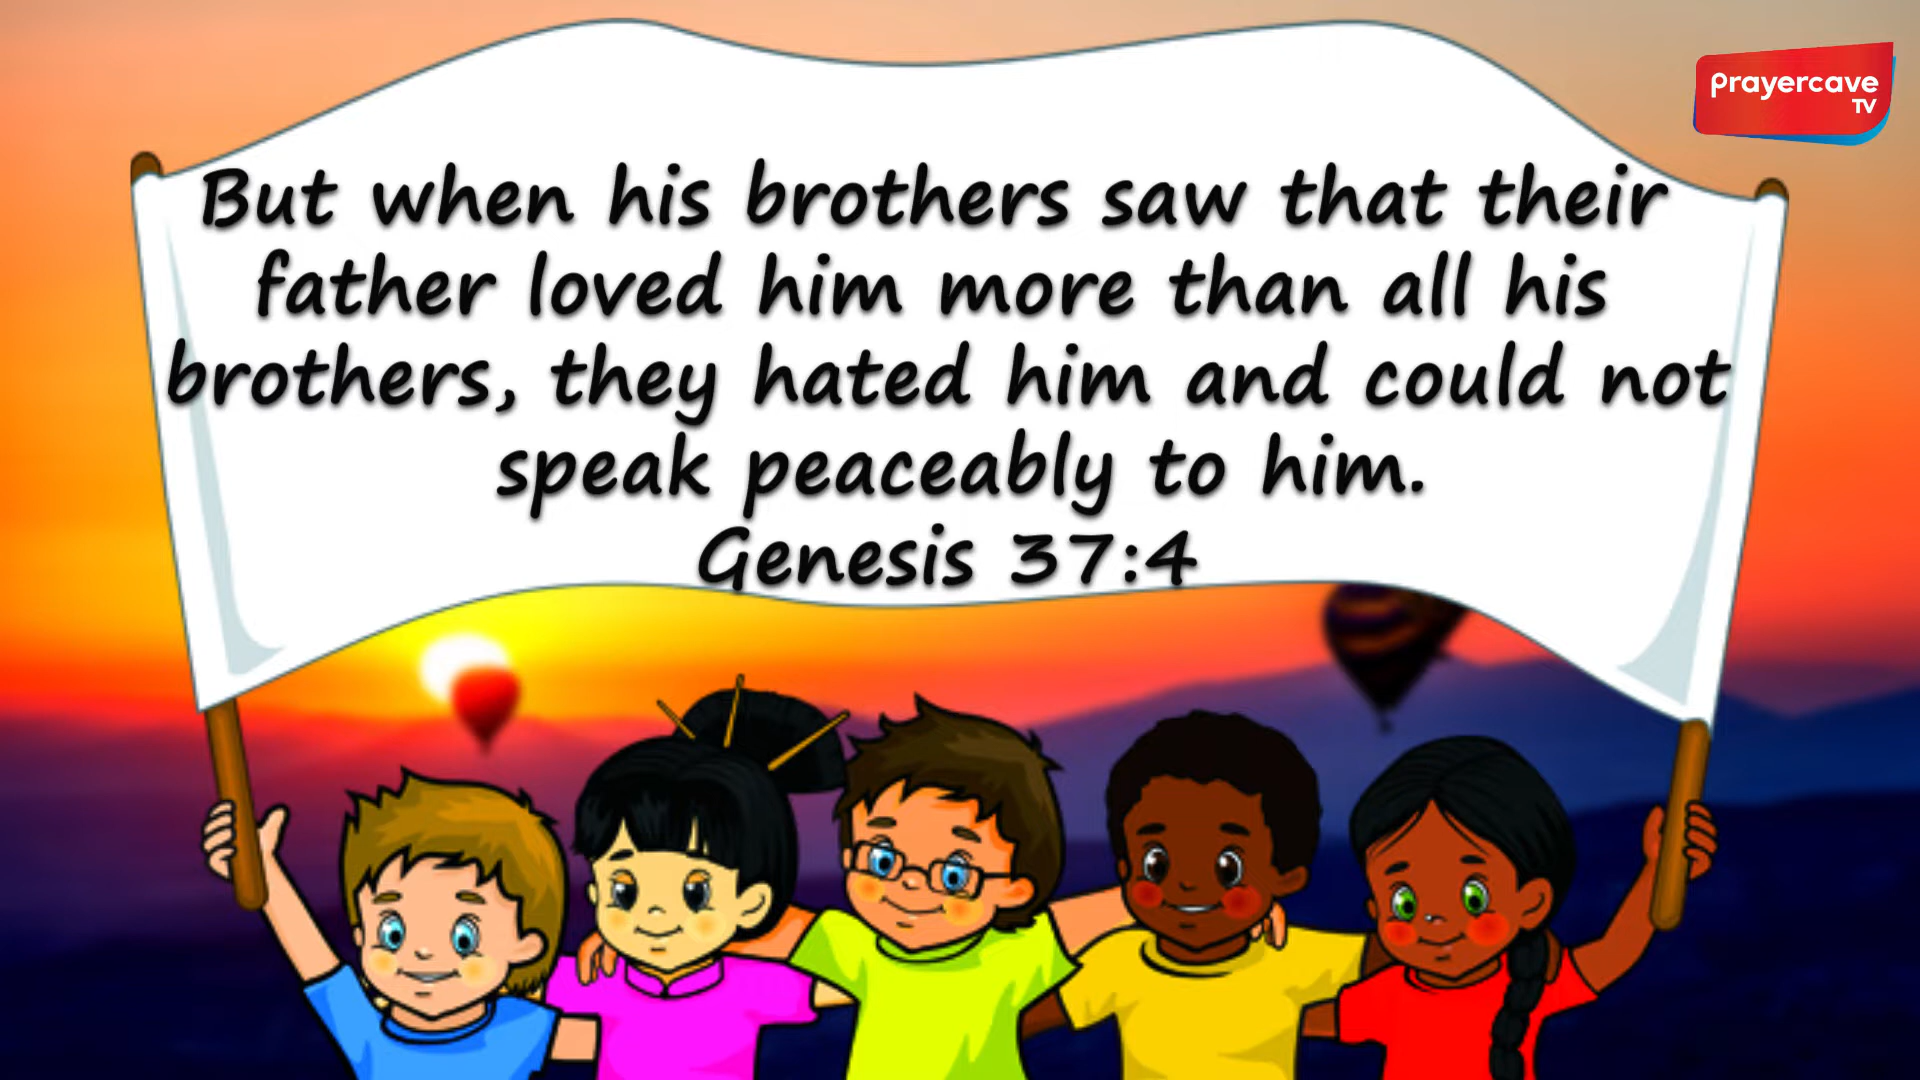 prayercave
TV
But when his brothers saw that their
father loved him more than all his
brothers, they hated him and could not
speak peaceably to him.
Genesis 37:4